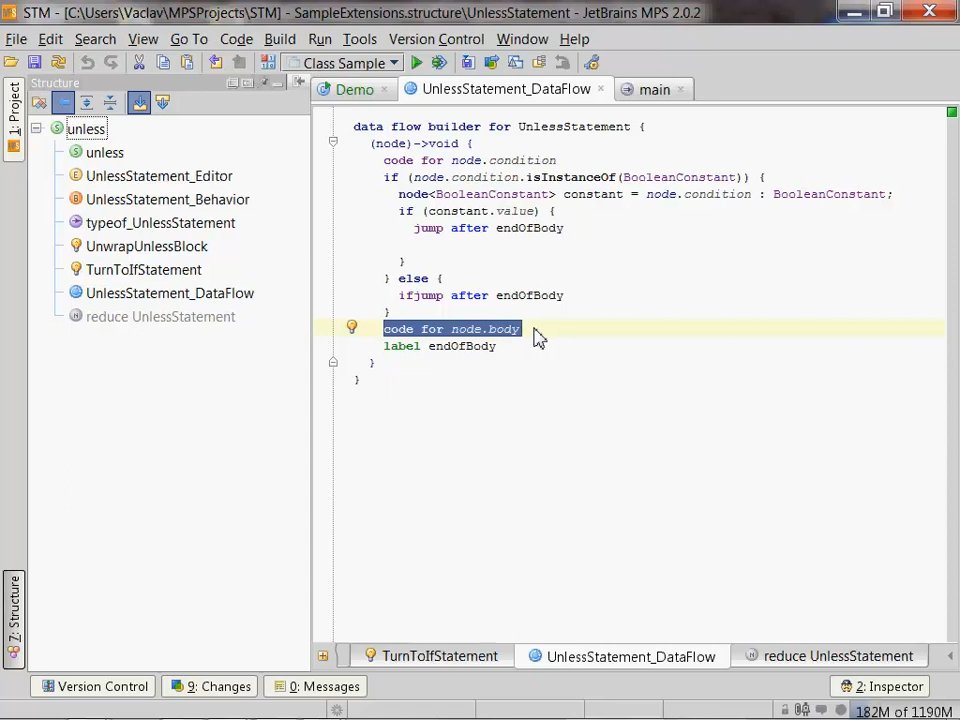 STM - [C:\Users\Vaclav\MPSProjects\STM] - SampleExtensions.structure\UnlessStatement - JetBrains MPS 2.0.2
File Edit Search View Go To Code Build Run Tools Version Control Window Help
Class Sample
1: Project
7: Structure
Structure
unless
unless
UnlessStatement_Editor
UnlessStatement_Behavior
typeof_UnlessStatement
UnwrapUnlessBlock
TurnToIfStatement
UnlessStatement_DataFlow
reduce UnlessStatement
Demo UnlessStatement_DataFlow main
data flow builder for UnlessStatement {
(node)->void {
code for node.condition
if (node.condition.isInstanceOf(BooleanConstant)) {
node<BooleanConstant> constant = node.condition : BooleanConstant;
if (constant.value) {
jump after endOfBody
}
} else {
ifjump after endOfBody
}
code for node.body
label endOfBody
}
}
TurnToIfStatement UnlessStatement_DataFlow reduce UnlessStatement
Version Control 9: Changes 0: Messages 2: Inspector
182M of 1190M